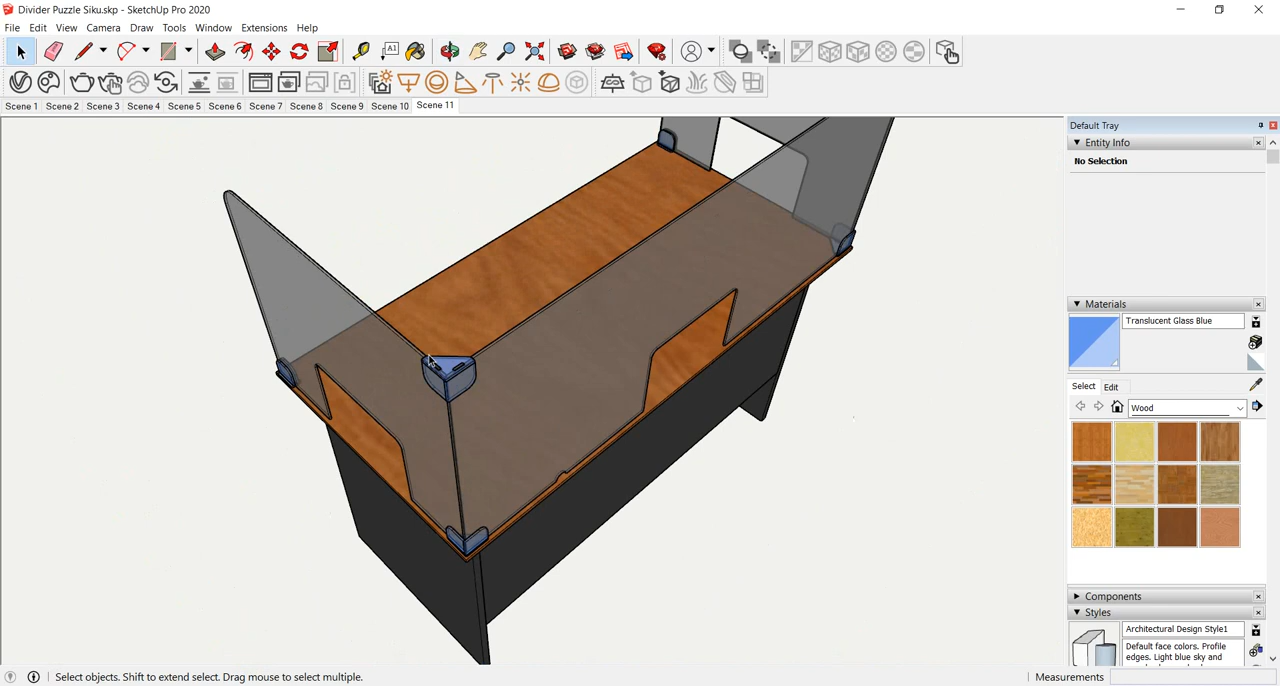 Divider Puzzle Siku.skp - SketchUp Pro 2020
File Edit View Camera Draw Tools Window Extensions Help
Scene 1 Scene 2 Scene 3 Scene 4 Scene 5 Scene 6 Scene 7 Scene 8 Scene 9 Scene 10 Scene 11
Default Tray
Entity Info
No Selection
Materials
Translucent Glass Blue
Select Edit
Wood
Components
Styles
Architectural Design Style1
Default face colors. Profile
edges. Light blue sky and
Select objects. Shift to extend select. Drag mouse to select multiple.
Measurements